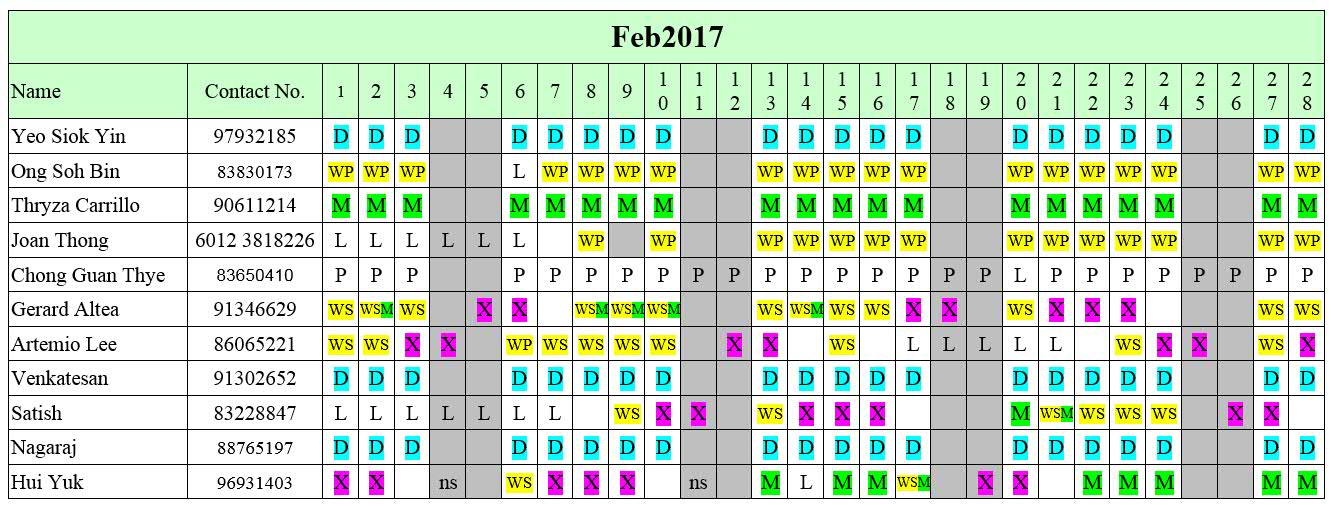 Feb2017
Name Contact No. 1 2 3 4 5 6 7 8 9 10 11 12 13 14 15 16 17 18 19 20 21 22 23 24 25 26 27 28
Yeo Siok Yin 97932185 D D D D D D D D D D D D D D D D D D D D
Ong Soh Bin 83830173 WP WP WP L WP WP WP WP WP WP WP WP WP WP WP WP WP WP WP WP
Thryza Carrillo 90611214 M M M M M M M M M M M M M M M M M M M M
Joan Thong 6012 3818226 L L L L L L WP WP WP WP WP WP WP WP WP WP WP WP WP WP
Chong Guan Thye 83650410 P P P P P P P P P P P P P P P P P P L P P P P P P P P
Gerard Altea 91346629 WS WSM WS X X WSM WSM WSM WS WSM WS WS X X WS X X X WS WS
Artemio Lee 86065221 WS WS X X WP WS WS WS WS X X WS L L L L L WS X X WS X
Venkatesan 91302652 D D D D D D D D D D D D D D D D D D D D
Satish 83228847 L L L L L L L WS X X WS X X X M WSM WS WS WS X X
Nagaraj 88765197 D D D D D D D D D D D D D D D D D D D D
Hui Yuk 96931403 X X ns WS X X X ns M L M M WSM X X M M M M M